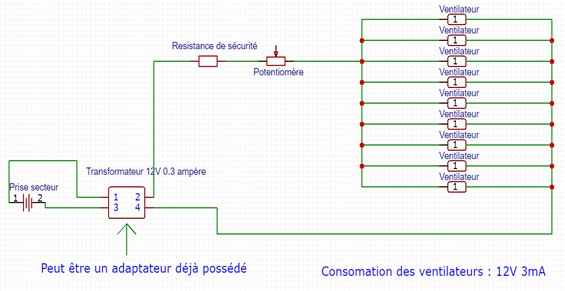 Ventilateur
1
Ventilateur
1
Resistance de sécurité
Ventilateur
1
Potentiomère
Ventilateur
1
Ventilateur
1
Ventilateur
1
Ventilateur
1
Transformateur 12V 0.3 ampère
Ventilateur
1
Prise secteur
Ventilateur
1 2
1 2
1
3 4
Peut être un adaptateur déjà possédé
Consomation des ventilateurs : 12V 3mA